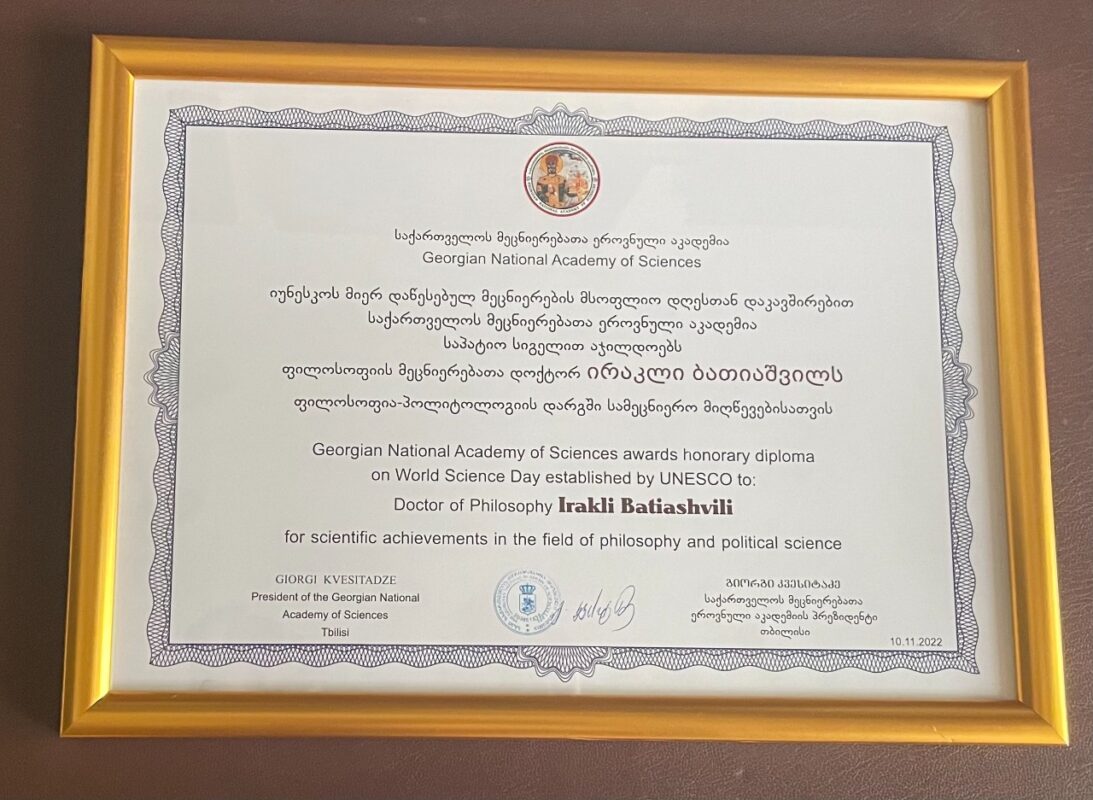 საქართველოს მეცნიერებათა ეროვნული აკადემია
Georgian National Academy of Sciences
იუნესკოს მიერ დაწესებულ მეცნიერების მსოფლიო დღესთან დაკავშირებით
საქართველოს მეცნიერებათა ეროვნული აკადემია
საპატიო სიგელით აჯილდოებს
ფილოსოფიის მეცნიერებათა დოქტორ ირაკლი ბათიაშვილს
ფილოსოფია-პოლიტოლოგიის დარგში სამეცნიერო მიღწევებისათვის
Georgian National Academy of Sciences awards honorary diploma
on World Science Day established by UNESCO to:
Doctor of Philosophy Irakli Batiashvili
for scientific achievements in the field of philosophy and political science
GIORGI KVESITADZE
President of the Georgian National
Academy of Sciences
Tbilisi
გიორგი კვესიტაძე
საქართველოს მეცნიერებათა
ეროვნული აკადემიის პრეზიდენტი
თბილისი
10.11.2022